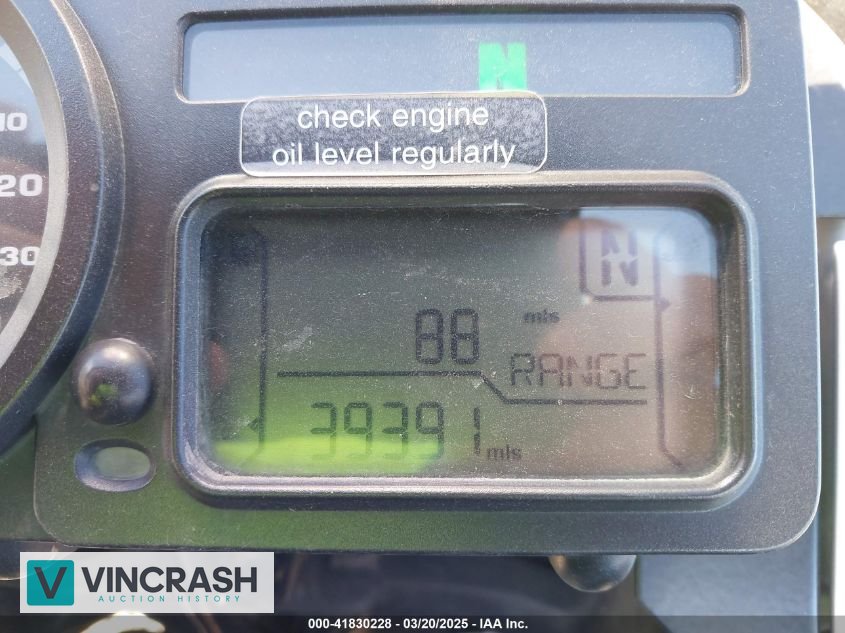 10
20
30
N
check engine
oil level regularly
N
88 mls
RANGE
39391 mls
V VINCRASH
AUCTION HISTORY
000-41830228 - 03/20/2025 - IAA Inc.